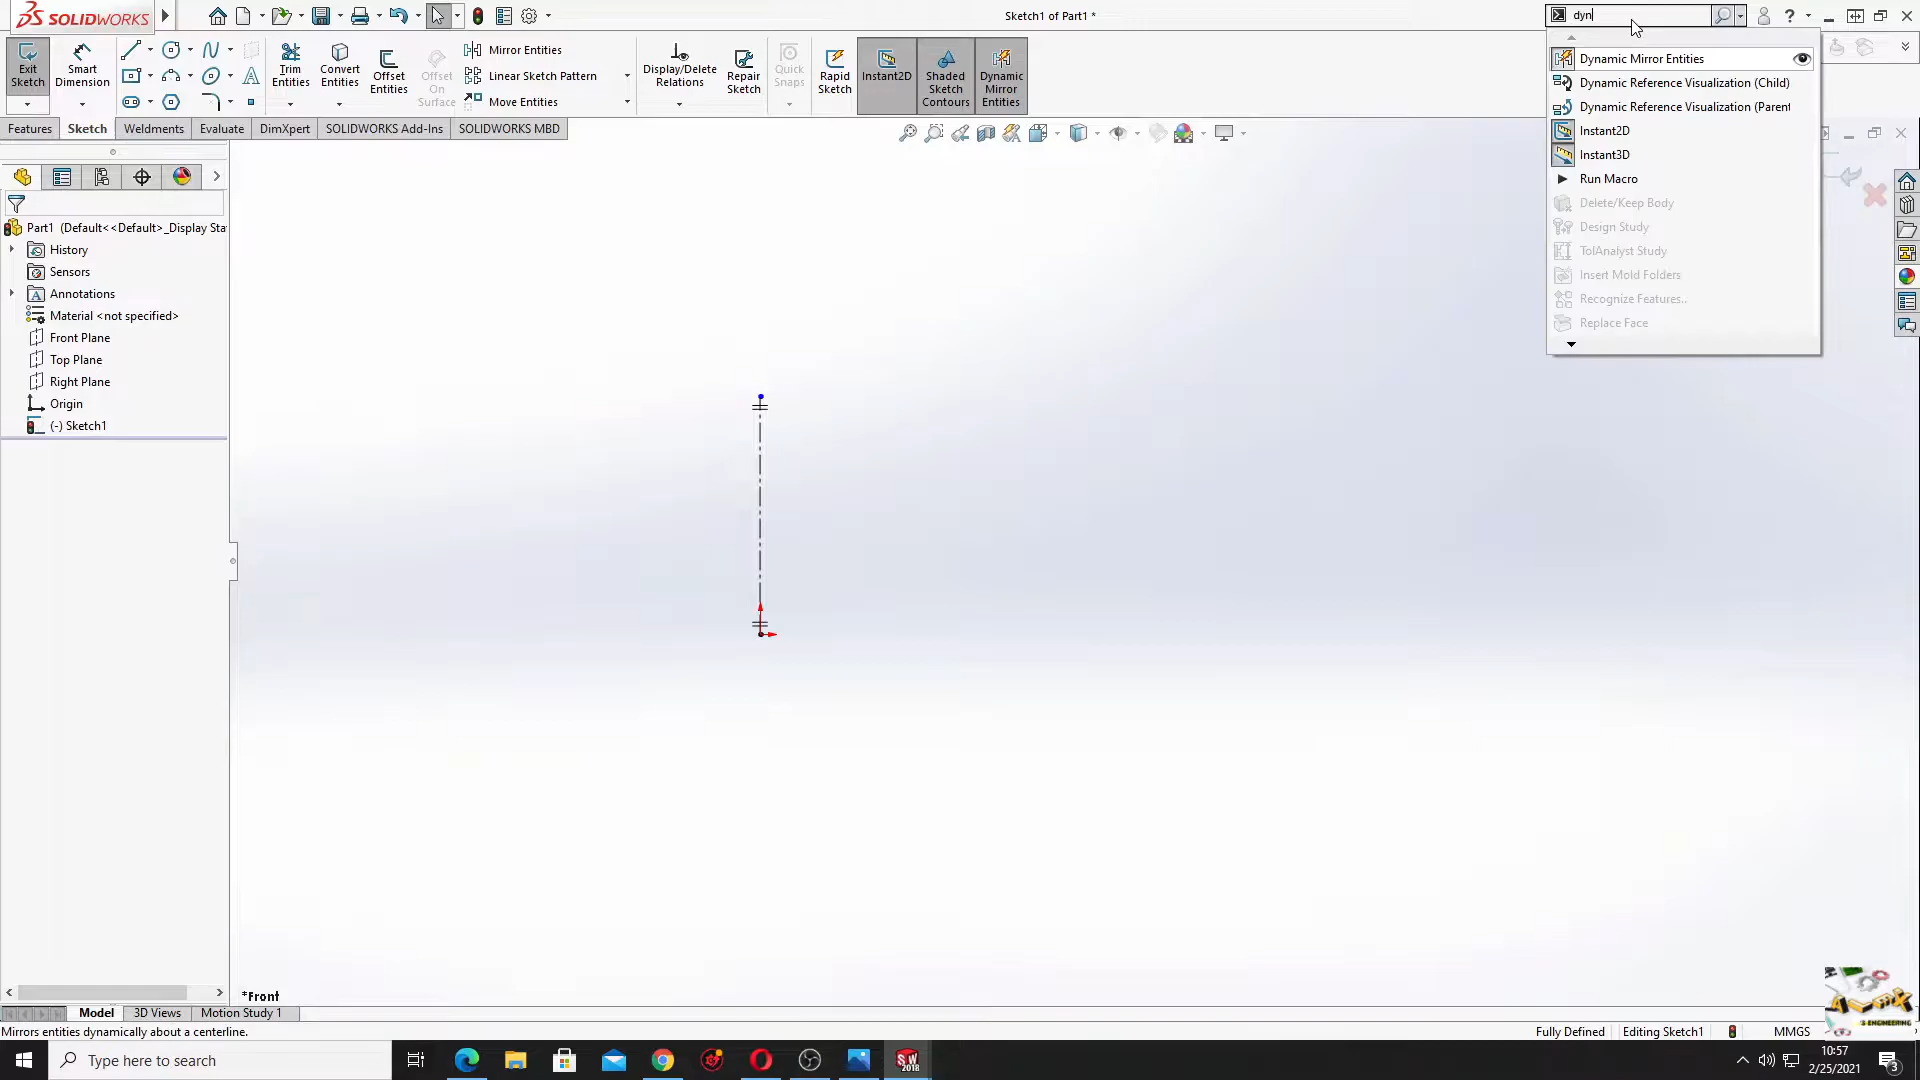 SOLIDWORKS
Sketch1 of Part1 *
dyn
Exit Sketch
Smart Dimension
Trim Entities
Convert Entities
Offset Entities
Offset On Surface
Mirror Entities
Linear Sketch Pattern
Move Entities
Display/Delete Relations
Repair Sketch
Quick Snaps
Rapid Sketch
Instant2D
Shaded Sketch Contours
Dynamic Mirror Entities
Features
Sketch
Weldments
Evaluate
DimXpert
SOLIDWORKS Add-Ins
SOLIDWORKS MBD
Dynamic Mirror Entities
Dynamic Reference Visualization (Child)
Dynamic Reference Visualization (Parent
Instant2D
Instant3D
Run Macro
Delete/Keep Body
Design Study
TolAnalyst Study
Insert Mold Folders
Recognize Features..
Replace Face
Part1 (Default<<Default>_Display Sta
History
Sensors
Annotations
Material <not specified>
Front Plane
Top Plane
Right Plane
Origin
(-) Sketch1
*Front
Model
3D Views
Motion Study 1
Mirrors entities dynamically about a centerline.
Fully Defined
Editing Sketch1
MMGS
Type here to search
10:57
2/25/2021
3